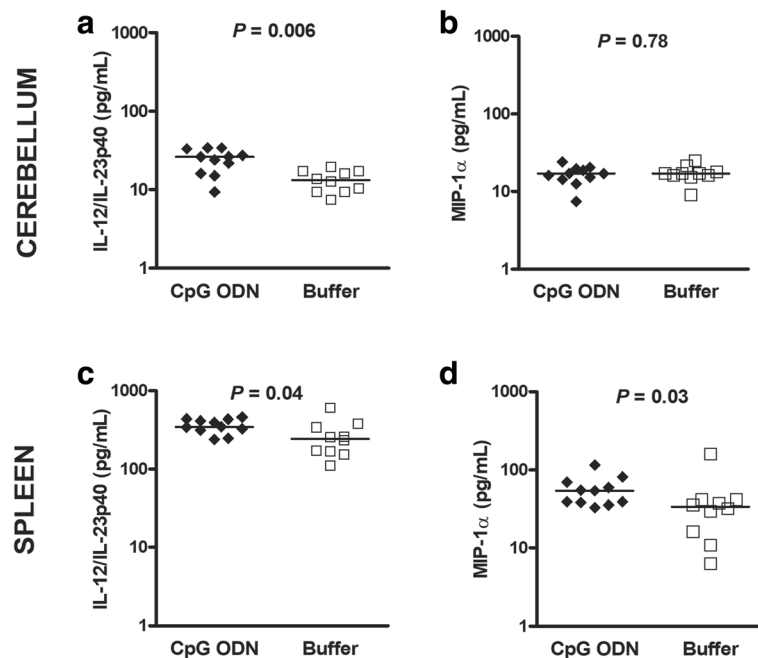 CEREBELLUM
a
P = 0.006
IL-12/IL-23p40 (pg/mL)
1000
100
10
1
CpG ODN Buffer
b
P = 0.78
MIP-1α (pg/mL)
1000
100
10
1
CpG ODN Buffer
SPLEEN
c
P = 0.04
IL-12/IL-23p40 (pg/mL)
1000
100
10
1
CpG ODN Buffer
d
P = 0.03
MIP-1α (pg/mL)
1000
100
10
1
CpG ODN Buffer